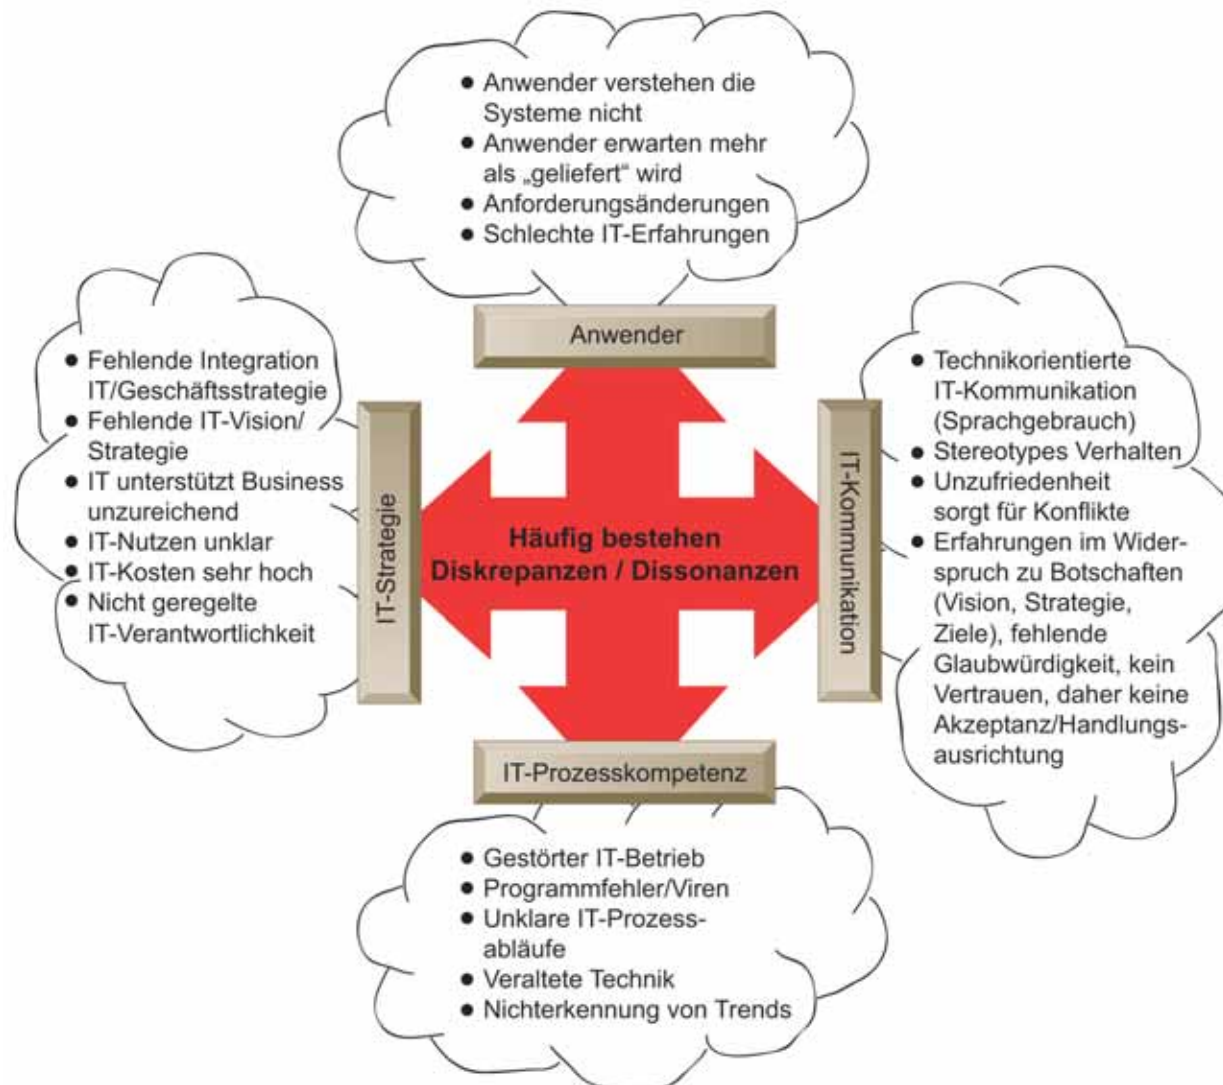 ● Anwender verstehen die
Systeme nicht
● Anwender erwarten mehr
als „geliefert“ wird
● Anforderungsänderungen
● Schlechte IT-Erfahrungen
Anwender
● Fehlende Integration
IT/Geschäftsstrategie
● Fehlende IT-Vision/
Strategie
● IT unterstützt Business
unzureichend
● IT-Nutzen unklar
● IT-Kosten sehr hoch
● Nicht geregelte
IT-Verantwortlichkeit
IT-Strategie
Häufig bestehen
Diskrepanzen / Dissonanzen
IT-Kommunikation
● Technikorientierte
IT-Kommunikation
(Sprachgebrauch)
● Stereotypes Verhalten
● Unzufriedenheit
sorgt für Konflikte
● Erfahrungen im Wider-
spruch zu Botschaften
(Vision, Strategie,
Ziele), fehlende
Glaubwürdigkeit, kein
Vertrauen, daher keine
Akzeptanz/Handlungs-
ausrichtung
IT-Prozesskompetenz
● Gestörter IT-Betrieb
● Programmfehler/Viren
● Unklare IT-Prozess-
abläufe
● Veraltete Technik
● Nichterkennung von Trends